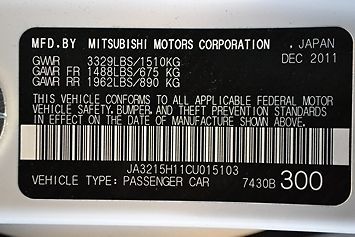 MFD.BY MITSUBISHI MOTORS CORPORATION . JAPAN
GVWR 3329LBS/1510KG DEC 2011
GAWR FR 1488LBS/675 KG
GAWR RR 1962LBS/890 KG
THIS VEHICLE CONFORMS TO ALL APPLICABLE FEDERAL MOTOR
VEHICLE SAFETY, BUMPER, AND THEFT PREVENTION STANDARDS
IN EFFECT ON THE DATE OF MANUFACTURE SHOWN ABOVE.
JA3215H11CU015103
VEHICLE TYPE: PASSENGER CAR 7430B 300